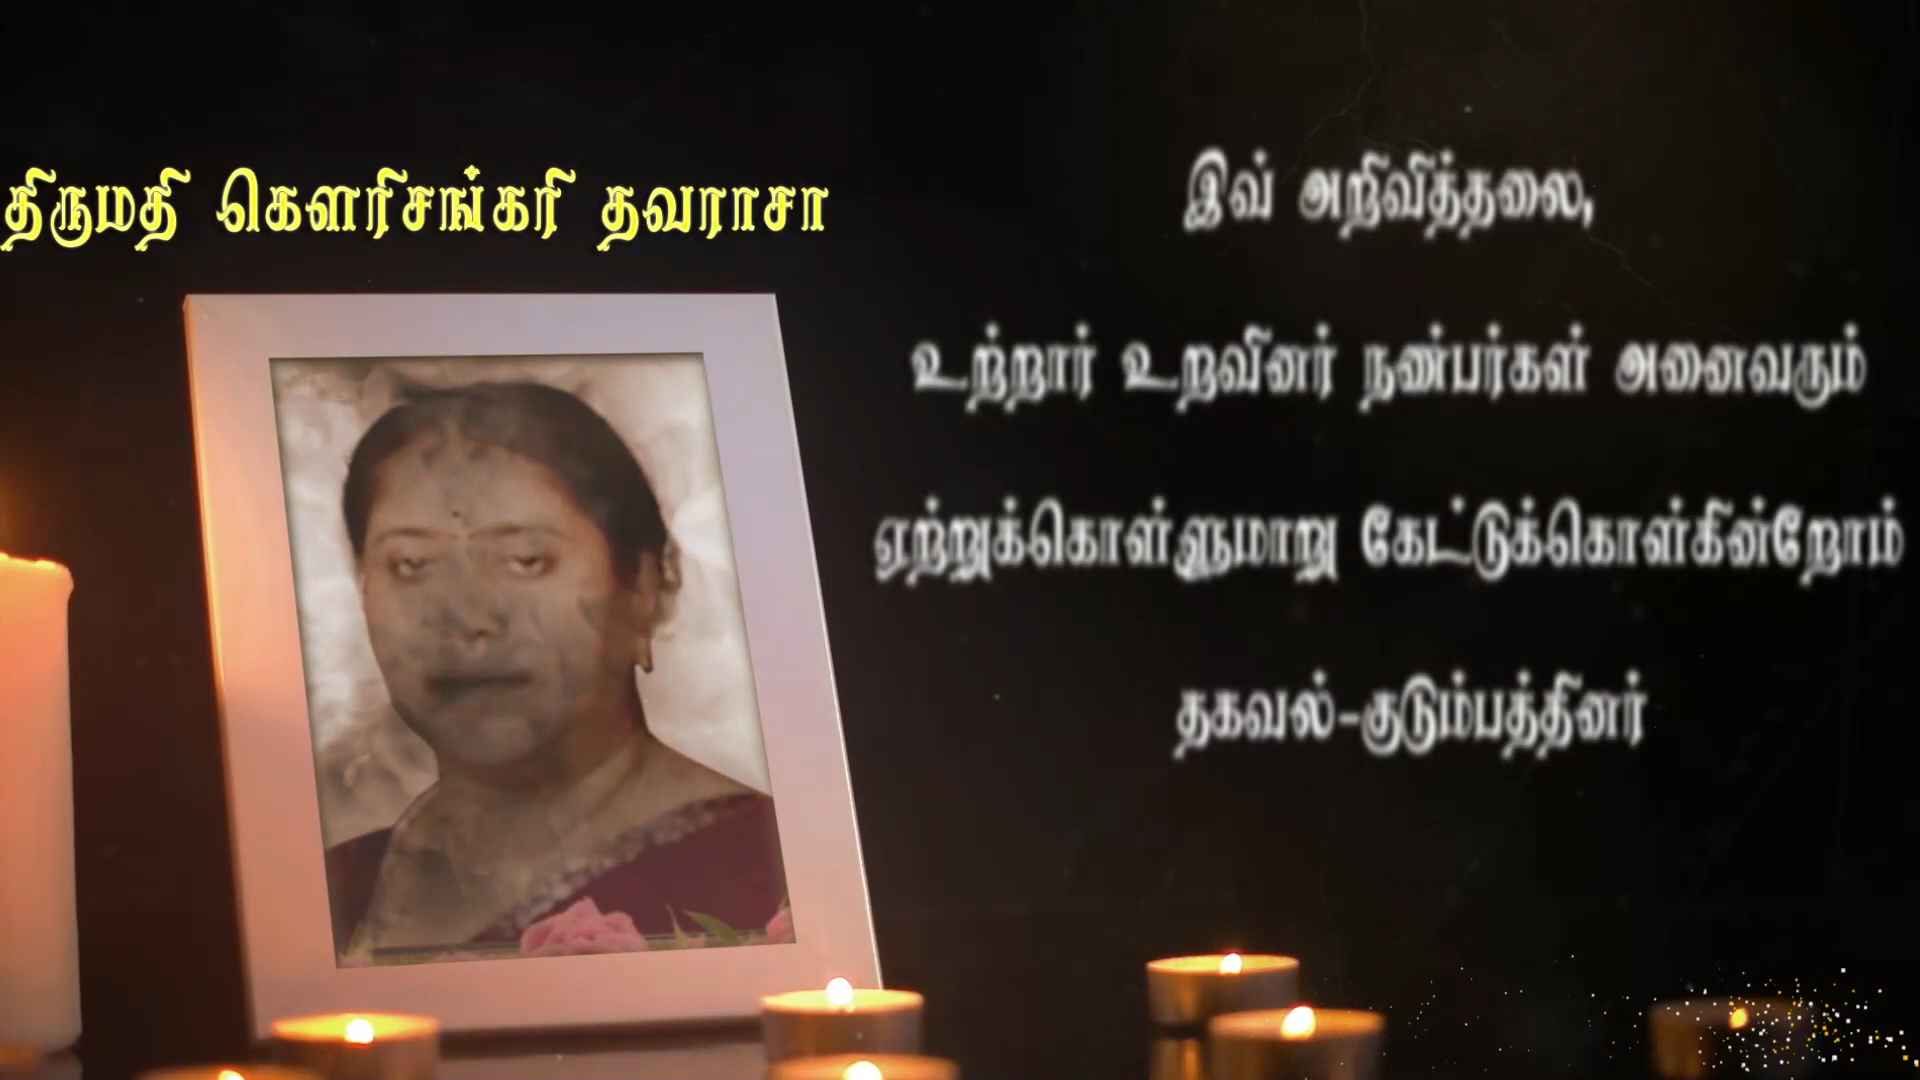 திருமதி கௌரிசங்கரி தவராசா
இவ் அறிவித்தலை,
உற்றார் உறவினர் நண்பர்கள் அனைவரும்
ஏற்றுக்கொள்ளுமாறு கேட்டுக்கொள்கின்றோம்
தகவல்-குடும்பத்தினர்